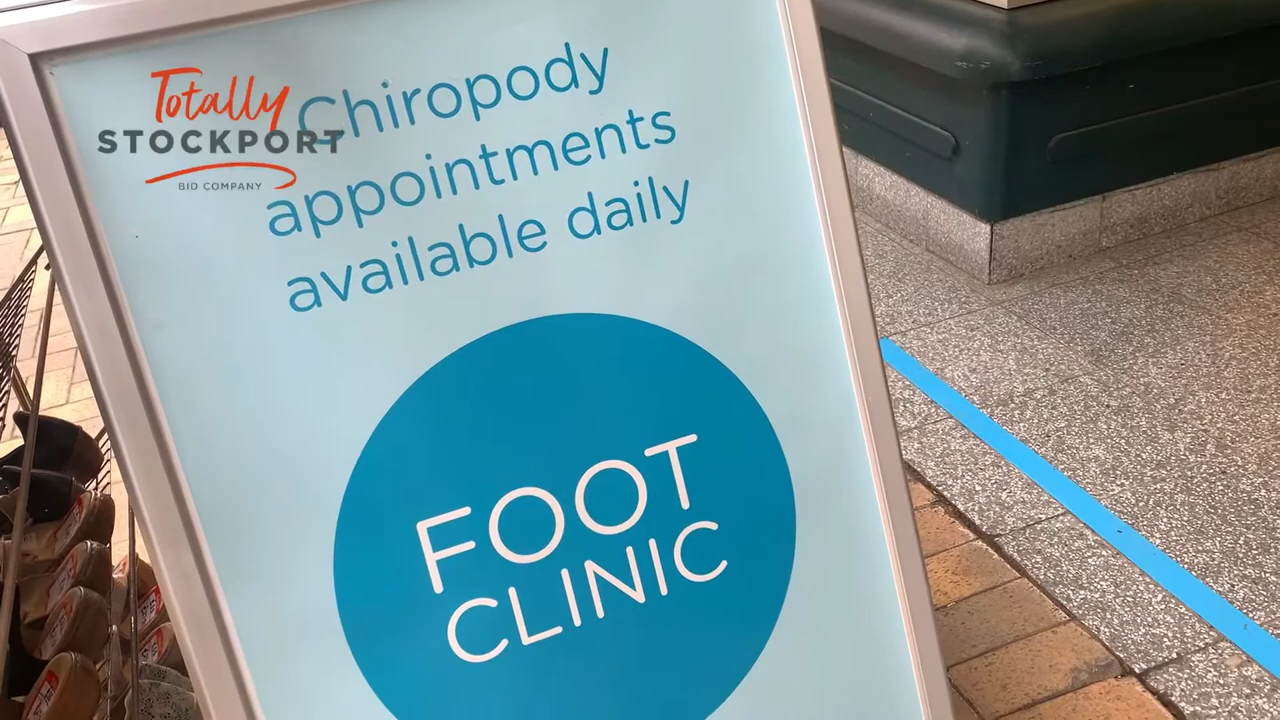 Totally
STOCKPORT
BID COMPANY
Chiropody
appointments
available daily
FOOT
CLINIC